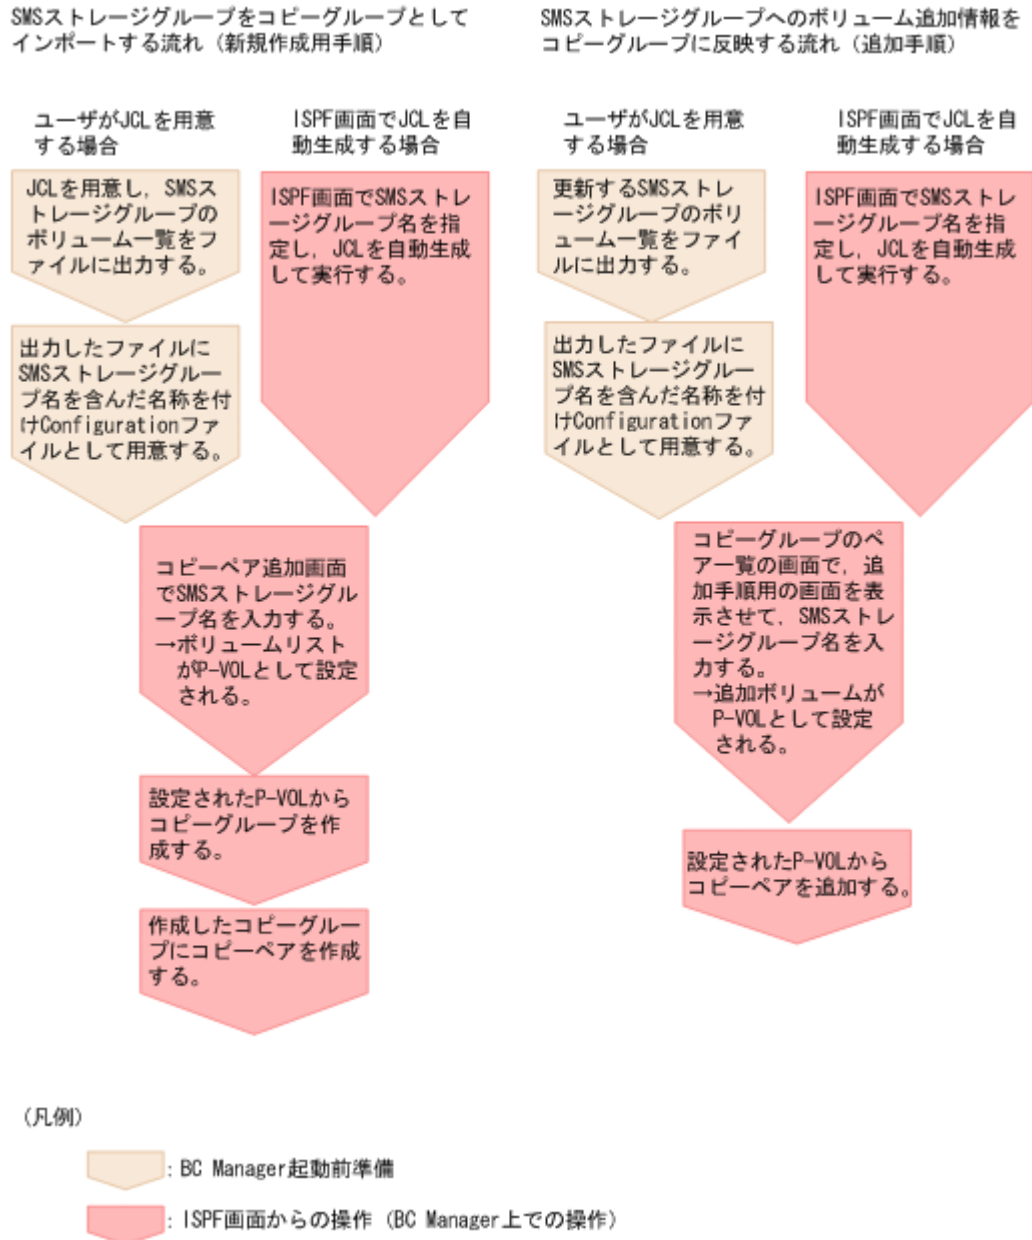 SMSストレージグループをコピーグループとして
インポートする流れ（新規作成用手順）
ユーザがJCLを用意
する場合
ISPF画面でJCLを自
動生成する場合
JCLを用意し，SMSス
トレージグループの
ボリューム一覧をフ
ァイルに出力する。
ISPF画面でSMSストレ
ージグループ名を指
定し，JCLを自動生成
して実行する。
出力したファイルに
SMSストレージグルー
プ名を含んだ名称を付
けConfigurationファ
イルとして用意する。
コピーペア追加画面
でSMSストレージグル
ープ名を入力する。
→ボリュームリスト
がP-VOLとして設定
される。
設定されたP-VOLから
コピーグループを作
成する。
作成したコピーグルー
プにコピーペアを作成
する。
SMSストレージグループへのボリューム追加情報を
コピーグループに反映する流れ（追加手順）
ユーザがJCLを用意
する場合
ISPF画面でJCLを自
動生成する場合
更新するSMSストレ
ージグループのボリ
ューム一覧をファイ
ルに出力する。
ISPF画面でSMSストレ
ージグループ名を指
定し，JCLを自動生成
して実行する。
出力したファイルに
SMSストレージグルー
プ名を含んだ名称を付
けConfigurationファ
イルとして用意する。
コピーグループのペ
ア一覧の画面で，追
加手順用の画面を表
示させて，SMSストレ
ージグループ名を入
力する。
→追加ボリュームが
P-VOLとして設定
される。
設定されたP-VOLから
コピーペアを追加する。
（凡例）
：BC Manager起動前準備
：ISPF画面からの操作（BC Manager上での操作）